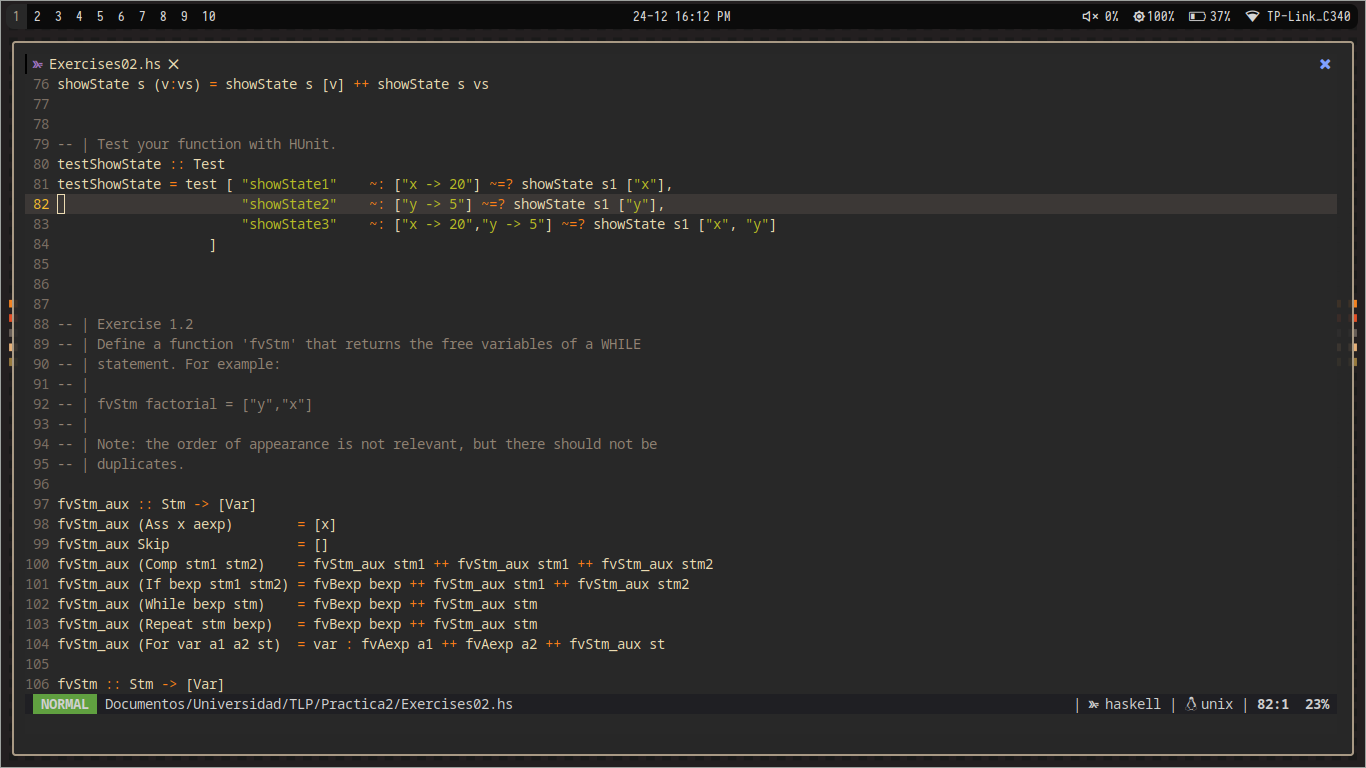 1 2 3 4 5 6 7 8 9 10 24-12 16:12 PM 0% 100% 37% TP-Link_C340
Exercises02.hs
76 showState s (v:vs) = showState s [v] ++ showState s vs
77
78
79 -- | Test your function with HUnit.
80 testShowState :: Test
81 testShowState = test [ "showState1"    ~: ["x -> 20"] ~=? showState s1 ["x"],
82                        "showState2"    ~: ["y -> 5"] ~=? showState s1 ["y"],
83                        "showState3"    ~: ["x -> 20","y -> 5"] ~=? showState s1 ["x", "y"]
84                    ]
85
86
87
88 -- | Exercise 1.2
89 -- | Define a function 'fvStm' that returns the free variables of a WHILE
90 -- | statement. For example:
91 -- |
92 -- | fvStm factorial = ["y","x"]
93 -- |
94 -- | Note: the order of appearance is not relevant, but there should not be
95 -- | duplicates.
96
97 fvStm_aux :: Stm -> [Var]
98 fvStm_aux (Ass x aexp)        = [x]
99 fvStm_aux Skip                = []
100 fvStm_aux (Comp stm1 stm2)    = fvStm_aux stm1 ++ fvStm_aux stm1 ++ fvStm_aux stm2
101 fvStm_aux (If bexp stm1 stm2) = fvBexp bexp ++ fvStm_aux stm1 ++ fvStm_aux stm2
102 fvStm_aux (While bexp stm)    = fvBexp bexp ++ fvStm_aux stm
103 fvStm_aux (Repeat stm bexp)   = fvBexp bexp ++ fvStm_aux stm
104 fvStm_aux (For var a1 a2 st)  = var : fvAexp a1 ++ fvAexp a2 ++ fvStm_aux st
105
106 fvStm :: Stm -> [Var]
NORMAL Documentos/Universidad/TLP/Practica2/Exercises02.hs | haskell | unix | 82:1 23%